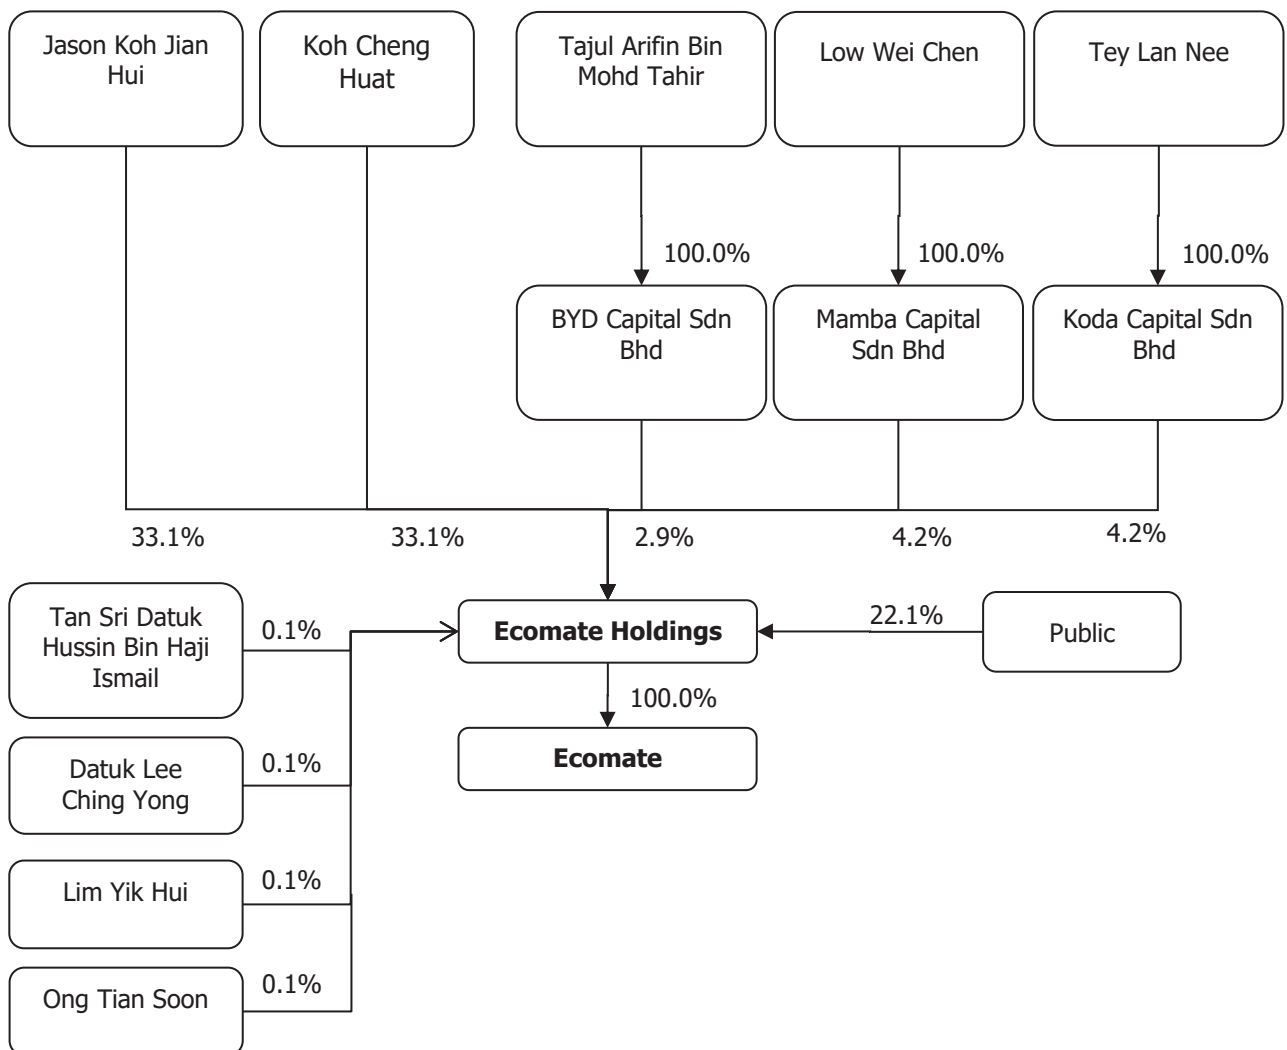 Jason Koh Jian
Hui
Koh Cheng
Huat
Tajul Arifin Bin
Mohd Tahir
Low Wei Chen
Tey Lan Nee
100.0%
100.0%
100.0%
BYD Capital Sdn
Bhd
Mamba Capital
Sdn Bhd
Koda Capital Sdn
Bhd
33.1%
33.1%
2.9%
4.2%
4.2%
Tan Sri Datuk
Hussin Bin Haji
Ismail
0.1%
Ecomate Holdings
22.1%
Public
100.0%
Ecomate
Datuk Lee
Ching Yong
0.1%
Lim Yik Hui
0.1%
Ong Tian Soon
0.1%